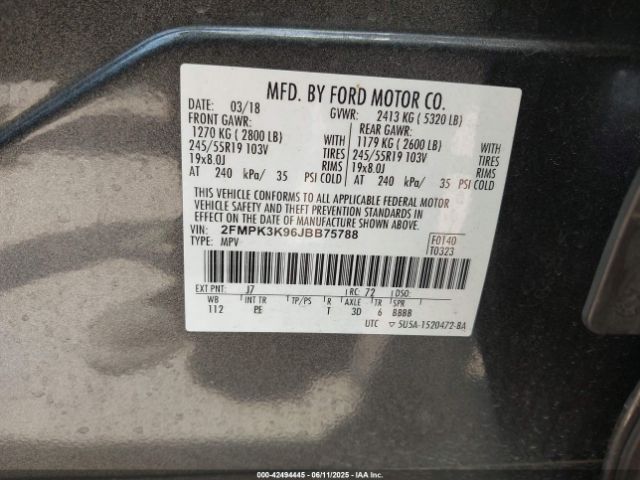 MFD. BY FORD MOTOR CO.
DATE: 03/18 GVWR: 2413 KG ( 5320 LB)
FRONT GAWR: REAR GAWR:
1270 KG ( 2800 LB) WITH 1179 KG ( 2600 LB) WITH
245/55R19 103V TIRES 245/55R19 103V TIRES
19x8.0J RIMS 19x8.0J RIMS
AT 240 kPa/ 35 PSI COLD AT 240 kPa/ 35 PSI COLD
THIS VEHICLE CONFORMS TO ALL APPLICABLE FEDERAL MOTOR
VEHICLE SAFETY AND THEFT PREVENTION STANDARDS IN
EFFECT ON THE DATE OF MANUFACTURE SHOWN ABOVE.
VIN: 2FMPK3K96JBB75788 F0140
TYPE: MPV T0323
EXT PNT: J7 RC: 72 DSO:
WB INT TR TP/PS R AXLE TR SPR
112 PE T 3D 6 BBBB
UTC ▽ 5U5A-1520472-BA
000-42494445 - 06/11/2025 - IAA Inc.